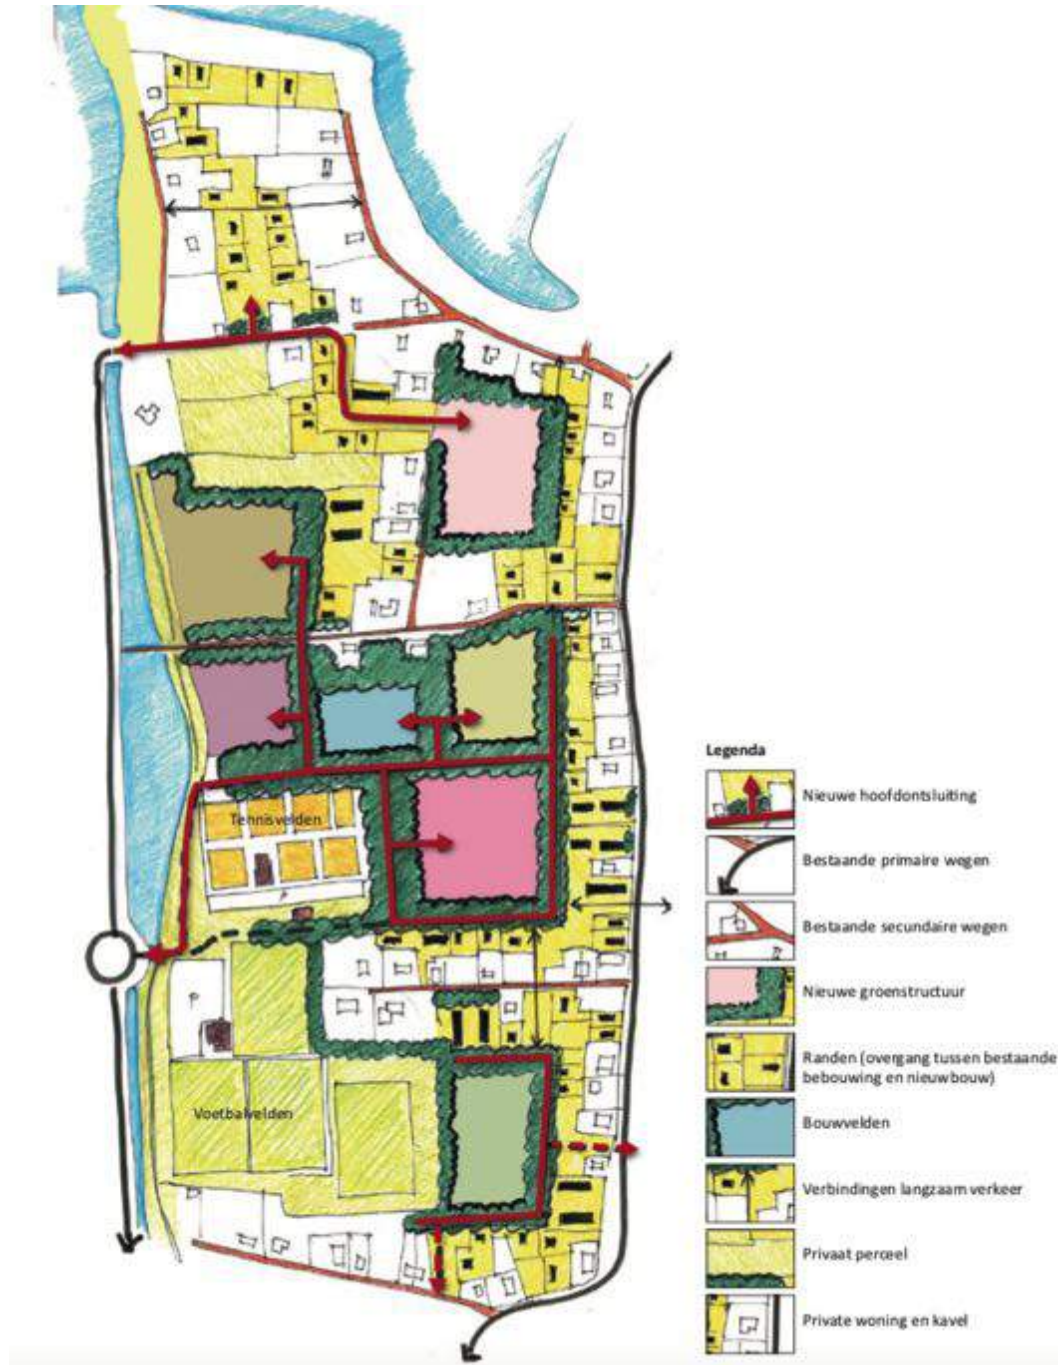 Tennisvelden
P
P
Voetbalvelden
Legenda
Nieuwe hoofdontsluiting
Bestaande primaire wegen
Bestaande secundaire wegen
Nieuwe groenstructuur
Randen (overgang tussen bestaande
bebouwing en nieuwbouw)
Bouwvelden
Verbindingen langzaam verkeer
Privaat perceel
Private woning en kavel